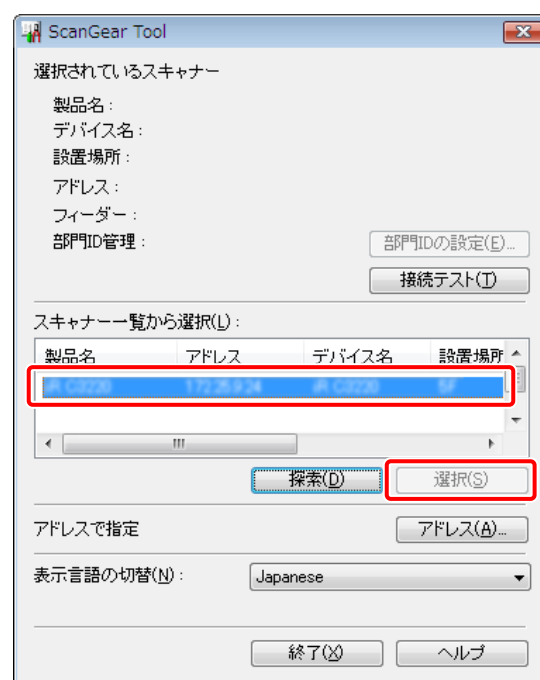 ScanGear Tool
選択されているスキャナー
製品名：
デバイス名：
設置場所：
アドレス：
フィーダー：
部門ID管理：
部門IDの設定(E)...
接続テスト(T)
スキャナー一覧から選択(L)：
製品名 アドレス デバイス名 設置場所
iR C3220 iR C3220 5F
探索(D) 選択(S)
アドレスで指定 アドレス(A)...
表示言語の切替(N)： Japanese
終了(X) ヘルプ